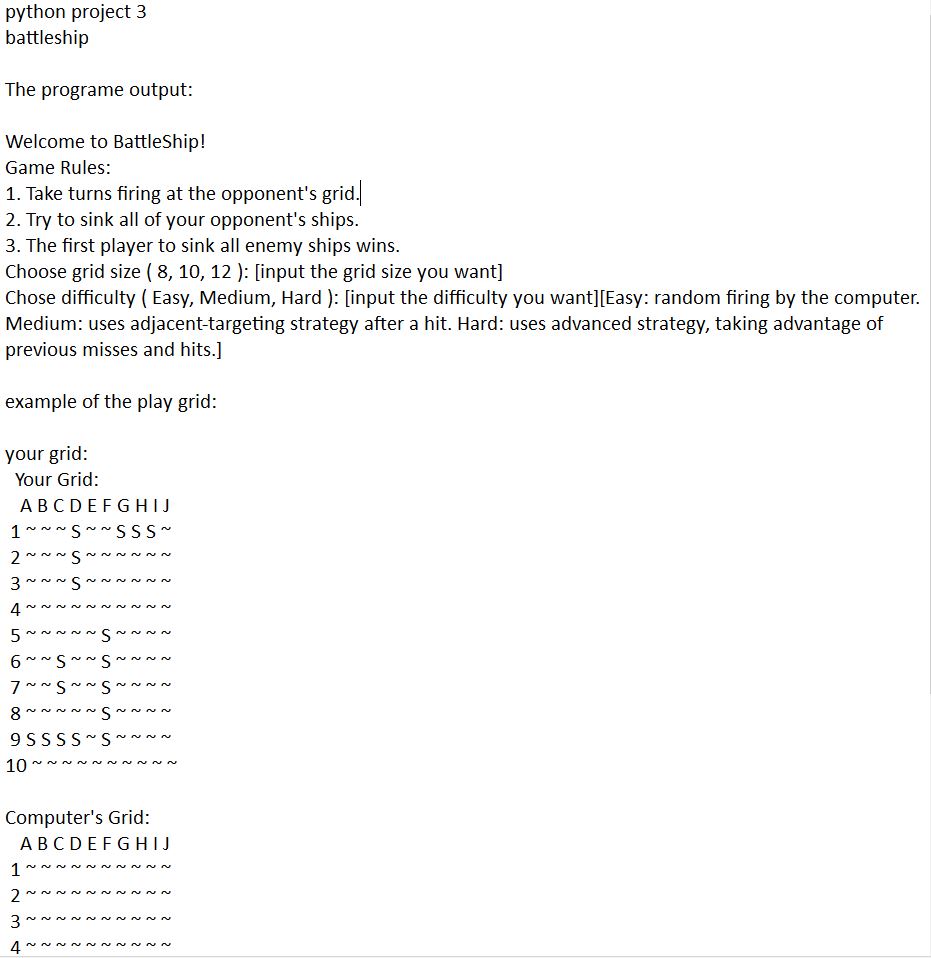 python project 3
battleship
The programe output:
Welcome to BattleShip!
Game Rules:
1. Take turns firing at the opponent's grid.
2. Try to sink all of your opponent's ships.
3. The first player to sink all enemy ships wins.
Choose grid size ( 8, 10, 12 ): [input the grid size you want]
Chose difficulty ( Easy, Medium, Hard ): [input the difficulty you want][Easy: random firing by the computer.
Medium: uses adjacent-targeting strategy after a hit. Hard: uses advanced strategy, taking advantage of
previous misses and hits.]
example of the play grid:
your grid:
Your Grid:
A B C D E F G H I J
1 ~ ~ ~ S ~ ~ S S S ~
2 ~ ~ ~ S ~ ~ ~ ~ ~ ~
3 ~ ~ ~ S ~ ~ ~ ~ ~ ~
4 ~ ~ ~ ~ ~ ~ ~ ~ ~ ~
5 ~ ~ ~ ~ ~ S ~ ~ ~ ~
6 ~ ~ S ~ ~ S ~ ~ ~ ~
7 ~ ~ S ~ ~ S ~ ~ ~ ~
8 ~ ~ ~ ~ ~ S ~ ~ ~ ~
9 S S S S ~ S ~ ~ ~ ~
10 ~ ~ ~ ~ ~ ~ ~ ~ ~ ~
Computer's Grid:
A B C D E F G H I J
1 ~ ~ ~ ~ ~ ~ ~ ~ ~ ~
2 ~ ~ ~ ~ ~ ~ ~ ~ ~ ~
3 ~ ~ ~ ~ ~ ~ ~ ~ ~ ~
4 ~ ~ ~ ~ ~ ~ ~ ~ ~ ~